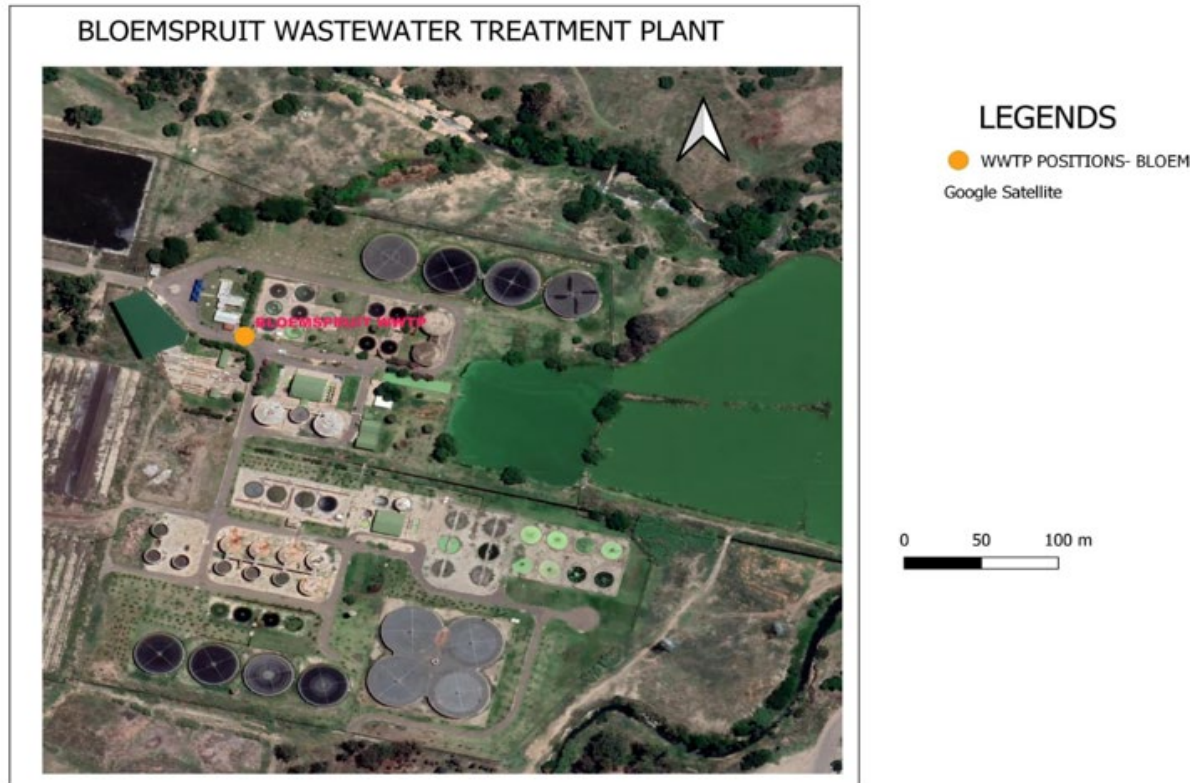 BLOEMSPRUIT WASTEWATER TREATMENT PLANT
BLOEMSPRUIT WWTP
LEGENDS
WWTP POSITIONS- BLOEM
Google Satellite
0 50 100 m